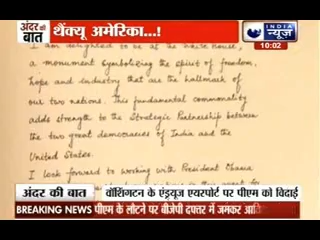 अंदर की
बात
थैंक्यू अमेरिका...!
INDIA
न्यूज़
10:02
I am delighted to be at the White House,
a monument symbolizing the spirit of freedom,
hope and industry that are the hallmark of
our two nations. This fundamental commonality
adds strength to the Strategic Partnership between
the two great democracies of India and the
United States.
I look forward to working with President Obama
अंदर की बात
वॉशिंगटन के एंड्रयूज एयरपोर्ट पर पीएम को विदाई
BREAKING NEWS पीएम के लौटने पर बीजेपी दफ्तर में जमकर